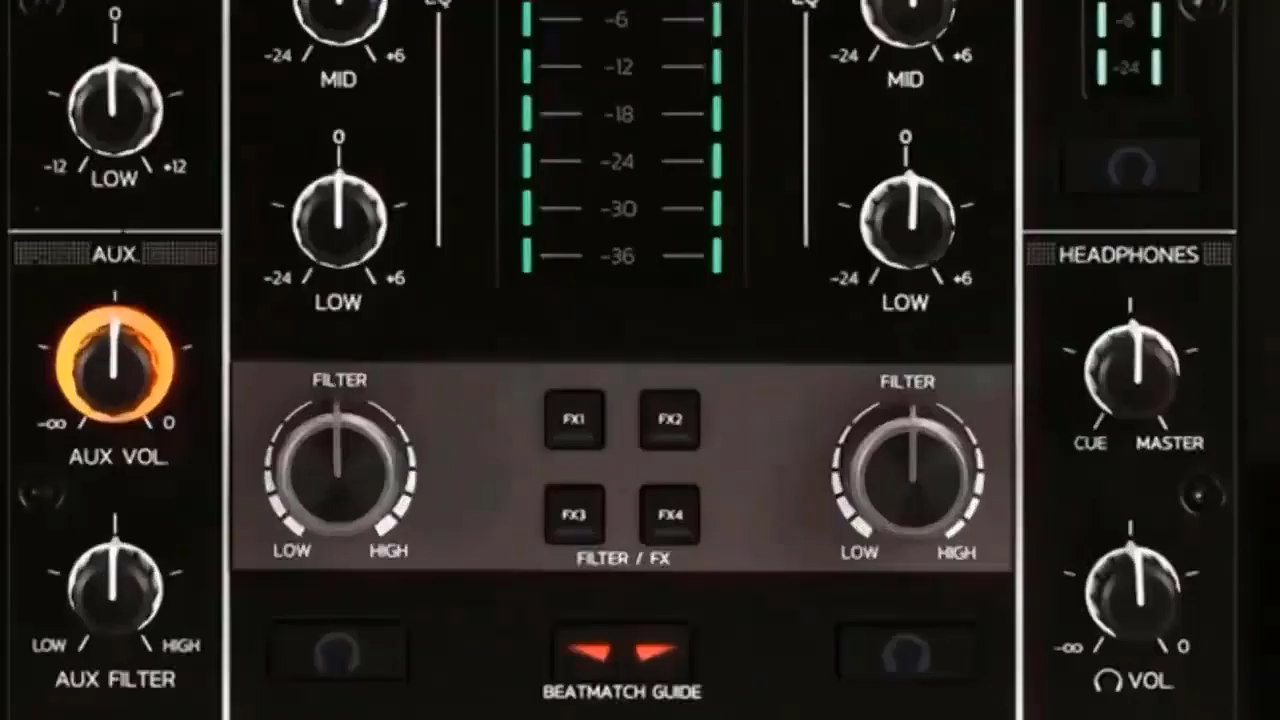 0
-12 +12
LOW
AUX
-∞ 0
AUX VOL.
LOW HIGH
AUX FILTER
-24 +6
MID
0
-24 +6
LOW
-6
-12
-18
-24
-30
-36
-24 +6
MID
0
-24 +6
LOW
FILTER
LOW HIGH
FX1 FX2
FX3 FX4
FILTER / FX
FILTER
LOW HIGH
BEATMATCH GUIDE
-6
-24
HEADPHONES
CUE MASTER
-∞ 0
VOL.